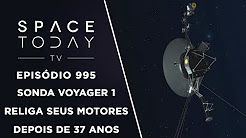 SPACE
TODAY
TV
EPISÓDIO 995
SONDA VOYAGER 1
RELIGA SEUS MOTORES
DEPOIS DE 37 ANOS